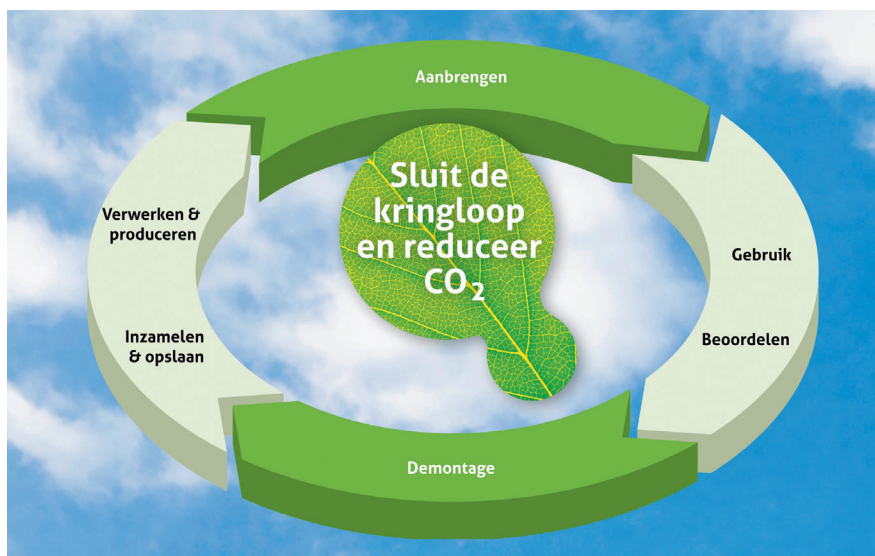 Aanbrengen
Sluit de
kringloop
en reduceer
CO₂
Verwerken &
produceren
Gebruik
Inzamelen
& opslaan
Beoordelen
Demontage